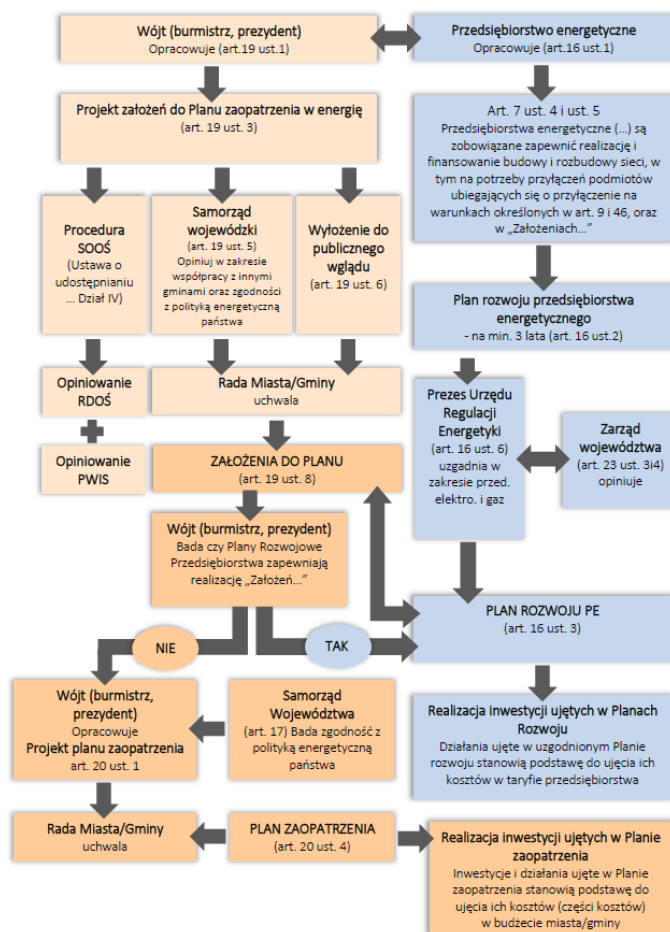 Wójt (burmistrz, prezydent)
Opracowuje (art.19 ust.1)
Przedsiębiorstwo energetyczne
Opracowuje (art.16 ust.1)
Projekt założeń do Planu zaopatrzenia w energię
(art. 19 ust. 3)
Art. 7 ust. 4 i ust. 5
Przedsiębiorstwa energetyczne (...) są
zobowiązane zapewnić realizację i
finansowanie budowy i rozbudowy sieci, w
tym na potrzeby przyłączeń podmiotów
ubiegających się o przyłączenie na
warunkach określonych w art. 9 i 46, oraz
w „Założeniach...”
Procedura
SOOŚ
(Ustawa o
udostępnianiu
... Dział IV)
Samorząd
wojewódzki
(art. 19 ust. 5)
Opiniuj w zakresie
współpracy z innymi
gminami oraz zgodności
z polityką energetyczną
państwa
Wyłożenie do
publicznego
wglądu
(art. 19 ust. 6)
Plan rozwoju przedsiębiorstwa
energetycznego
- na min. 3 lata (art. 16 ust.2)
Opiniowanie
RDOŚ
Rada Miasta/Gminy
uchwala
Prezes Urzędu
Regulacji
Energetyki
(art. 16 ust. 6)
uzgadnia w
zakresie przed.
elektro. i gaz
Zarząd
województwa
(art. 23 ust. 3i4)
opiniuje
Opiniowanie
PWIS
ZAŁOŻENIA DO PLANU
(art. 19 ust. 8)
Wójt (burmistrz, prezydent)
Bada czy Plany Rozwojowe
Przedsiębiorstwa zapewniają
realizację „Założeń...”
PLAN ROZWOJU PE
(art. 16 ust. 3)
NIE
TAK
Wójt (burmistrz,
prezydent)
Opracowuje
Projekt planu zaopatrzenia
art. 20 ust. 1
Samorząd
Województwa
(art. 17) Bada zgodność z
polityką energetyczną
państwa
Realizacja inwestycji ujętych w Planach
Rozwoju
Działania ujęte w uzgodnionym Planie
rozwoju stanowią podstawę do ujęcia ich
kosztów w taryfie przedsiębiorstwa
Rada Miasta/Gminy
uchwala
PLAN ZAOPATRZENIA
(art. 20 ust. 4)
Realizacja inwestycji ujętych w Planie
zaopatrzenia
Inwestycje i działania ujęte w Planie
zaopatrzenia stanowią podstawę do
ujęcia ich kosztów (części kosztów)
w budżecie miasta/gminy